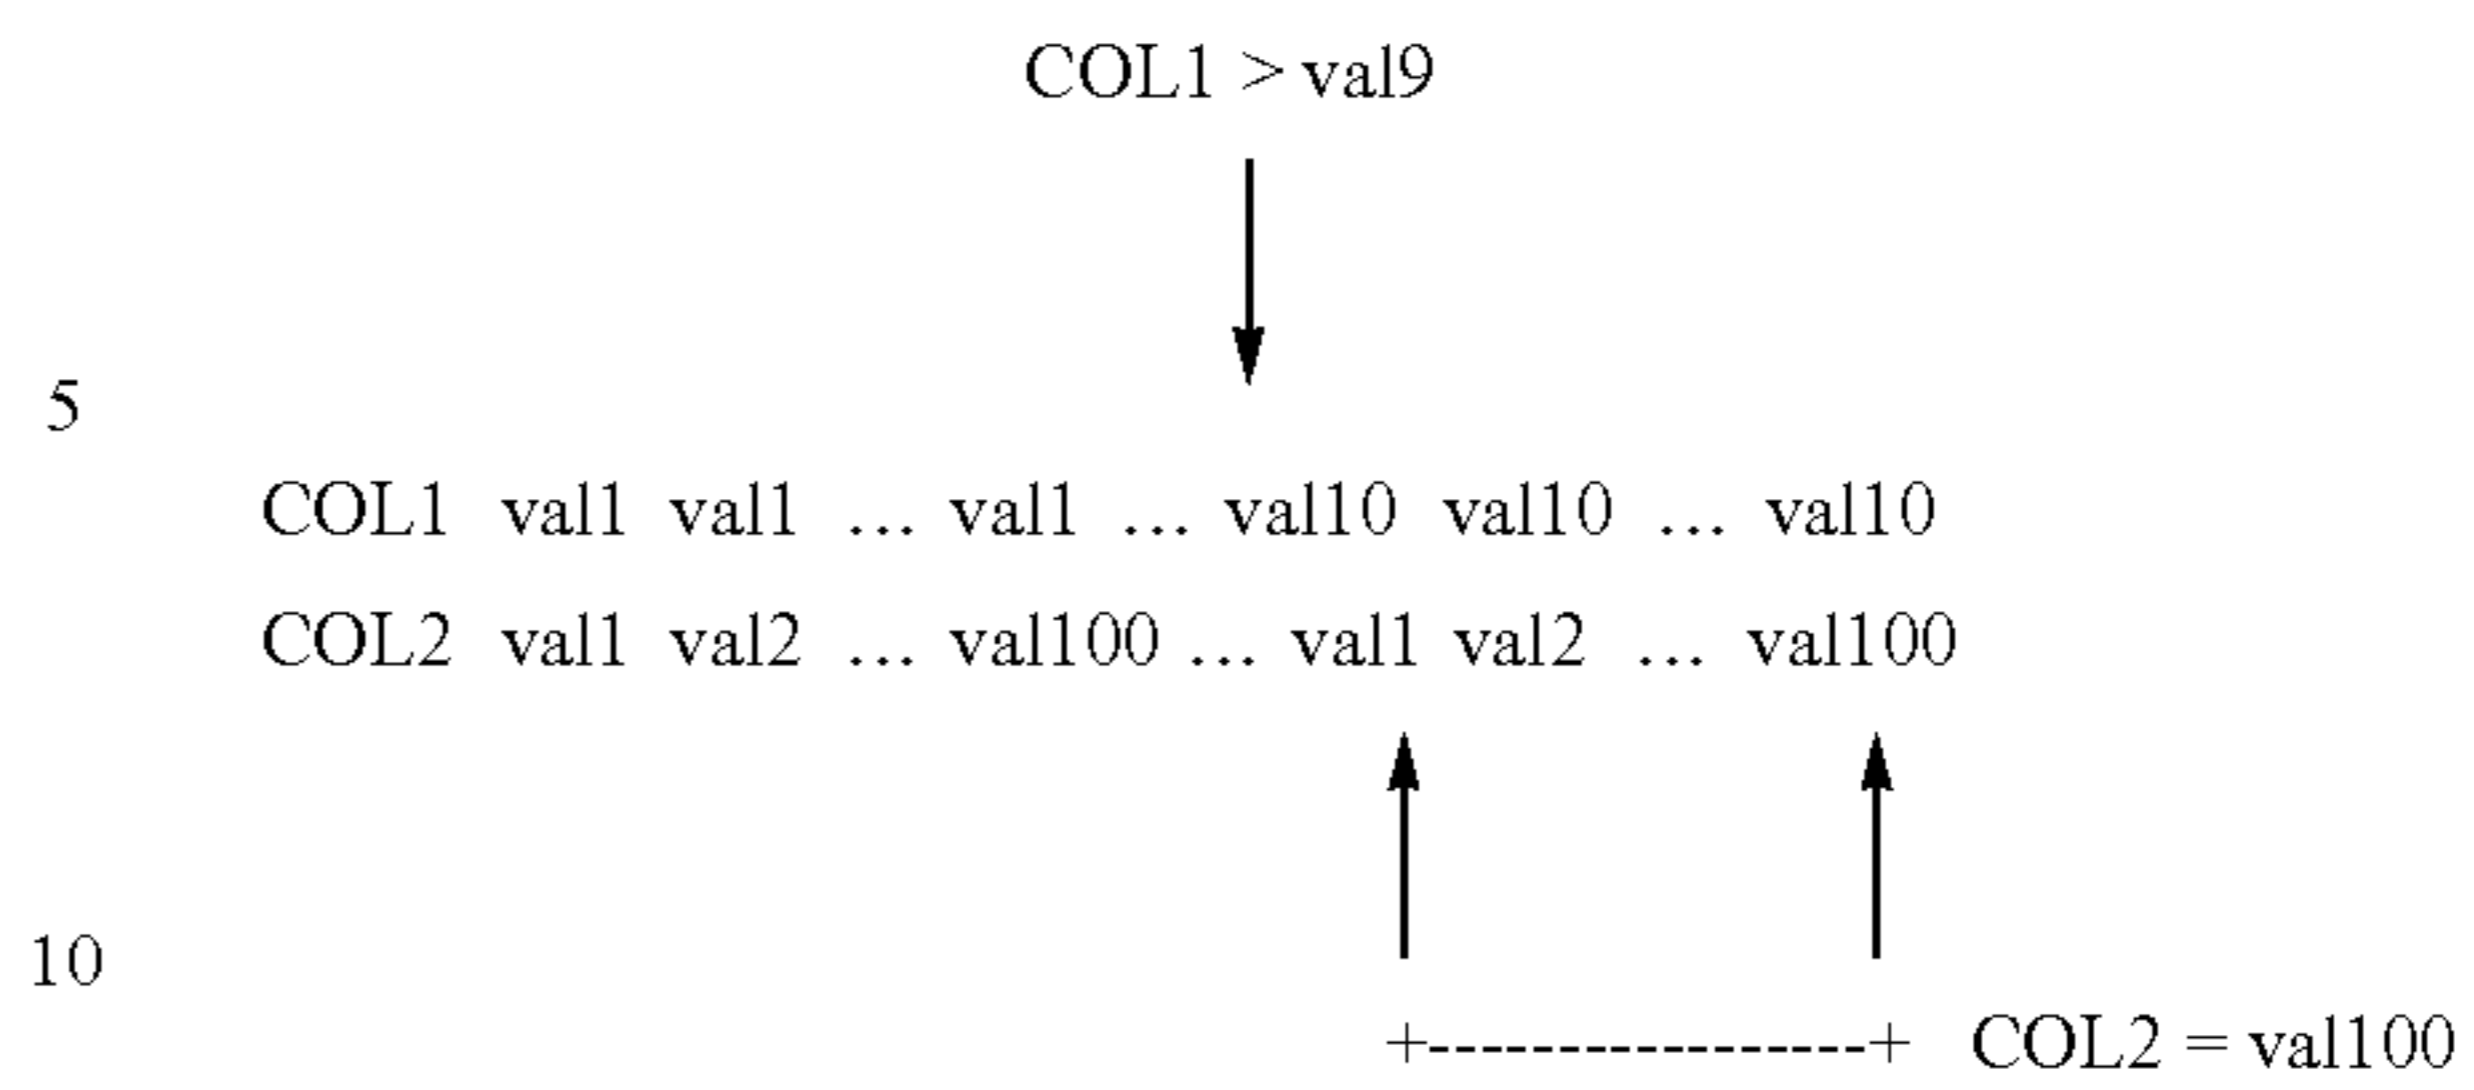 COL1 > val9
5
COL1 val1 val1 ... val1 ... val10 val10 ... val10
COL2 val1 val2 ... val100 ... val1 val2 ... val100
10
+-----------------+ COL2 = val100